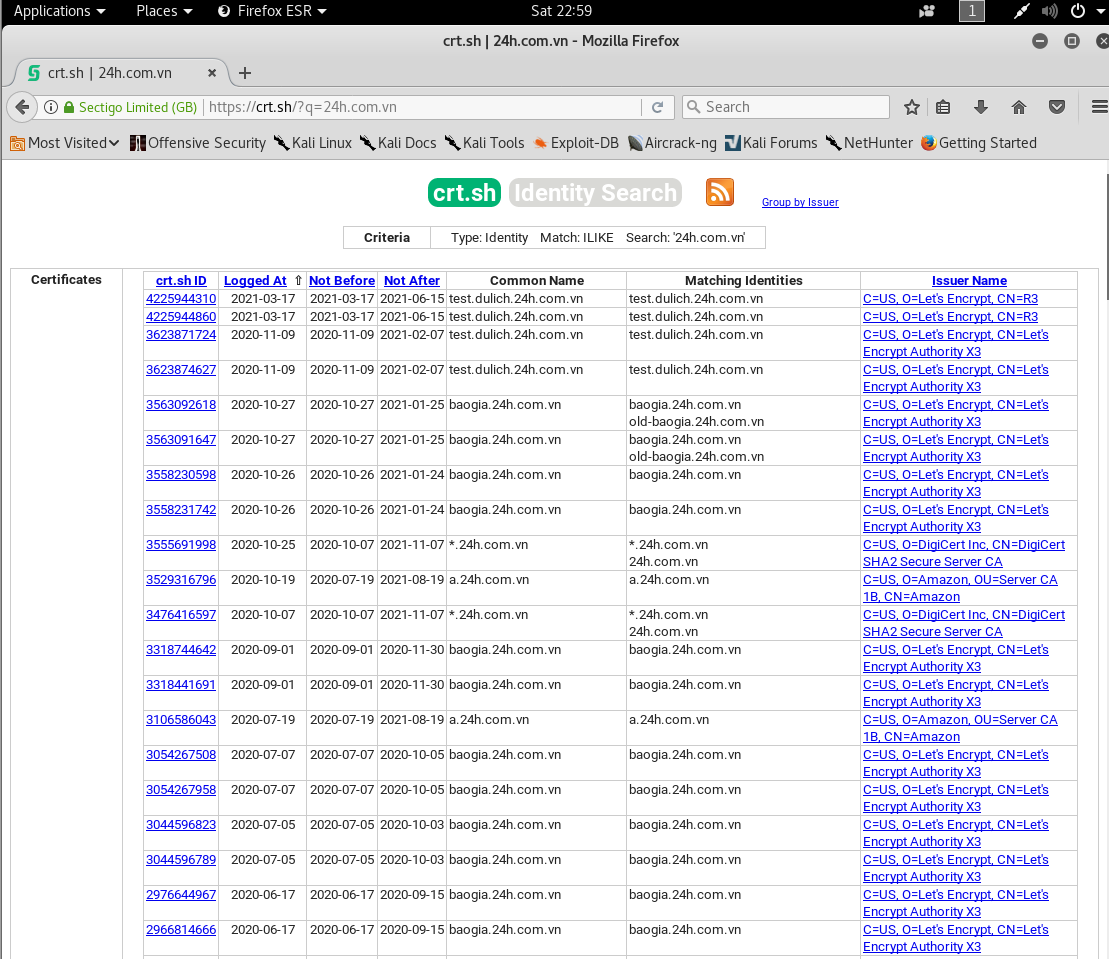 Applications Places Firefox ESR Sat 22:59 1
crt.sh | 24h.com.vn - Mozilla Firefox
crt.sh | 24h.com.vn
Sectigo Limited (GB) https://crt.sh/?q=24h.com.vn Search
Most Visited Offensive Security Kali Linux Kali Docs Kali Tools Exploit-DB Aircrack-ng Kali Forums NetHunter Getting Started
crt.sh Identity Search Group by Issuer
Criteria Type: Identity Match: ILIKE Search: '24h.com.vn'
Certificates crt.sh ID Logged At ⇧ Not Before Not After Common Name Matching Identities Issuer Name
4225944310 2021-03-17 2021-03-17 2021-06-15 test.dulich.24h.com.vn test.dulich.24h.com.vn C=US, O=Let's Encrypt, CN=R3
4225944860 2021-03-17 2021-03-17 2021-06-15 test.dulich.24h.com.vn test.dulich.24h.com.vn C=US, O=Let's Encrypt, CN=R3
3623871724 2020-11-09 2020-11-09 2021-02-07 test.dulich.24h.com.vn test.dulich.24h.com.vn C=US, O=Let's Encrypt, CN=Let's
Encrypt Authority X3
3623874627 2020-11-09 2020-11-09 2021-02-07 test.dulich.24h.com.vn test.dulich.24h.com.vn C=US, O=Let's Encrypt, CN=Let's
Encrypt Authority X3
3563092618 2020-10-27 2020-10-27 2021-01-25 baogia.24h.com.vn baogia.24h.com.vn C=US, O=Let's Encrypt, CN=Let's
old-baogia.24h.com.vn Encrypt Authority X3
3563091647 2020-10-27 2020-10-27 2021-01-25 baogia.24h.com.vn baogia.24h.com.vn C=US, O=Let's Encrypt, CN=Let's
old-baogia.24h.com.vn Encrypt Authority X3
3558230598 2020-10-26 2020-10-26 2021-01-24 baogia.24h.com.vn baogia.24h.com.vn C=US, O=Let's Encrypt, CN=Let's
Encrypt Authority X3
3558231742 2020-10-26 2020-10-26 2021-01-24 baogia.24h.com.vn baogia.24h.com.vn C=US, O=Let's Encrypt, CN=Let's
Encrypt Authority X3
3555691998 2020-10-25 2020-10-07 2021-11-07 *.24h.com.vn *.24h.com.vn C=US, O=DigiCert Inc, CN=DigiCert
24h.com.vn SHA2 Secure Server CA
3529316796 2020-10-19 2020-07-19 2021-08-19 a.24h.com.vn a.24h.com.vn C=US, O=Amazon, OU=Server CA
1B, CN=Amazon
3476416597 2020-10-07 2020-10-07 2021-11-07 *.24h.com.vn *.24h.com.vn C=US, O=DigiCert Inc, CN=DigiCert
24h.com.vn SHA2 Secure Server CA
3318744642 2020-09-01 2020-09-01 2020-11-30 baogia.24h.com.vn baogia.24h.com.vn C=US, O=Let's Encrypt, CN=Let's
Encrypt Authority X3
3318441691 2020-09-01 2020-09-01 2020-11-30 baogia.24h.com.vn baogia.24h.com.vn C=US, O=Let's Encrypt, CN=Let's
Encrypt Authority X3
3106586043 2020-07-19 2020-07-19 2021-08-19 a.24h.com.vn a.24h.com.vn C=US, O=Amazon, OU=Server CA
1B, CN=Amazon
3054267508 2020-07-07 2020-07-07 2020-10-05 baogia.24h.com.vn baogia.24h.com.vn C=US, O=Let's Encrypt, CN=Let's
Encrypt Authority X3
3054267958 2020-07-07 2020-07-07 2020-10-05 baogia.24h.com.vn baogia.24h.com.vn C=US, O=Let's Encrypt, CN=Let's
Encrypt Authority X3
3044596823 2020-07-05 2020-07-05 2020-10-03 baogia.24h.com.vn baogia.24h.com.vn C=US, O=Let's Encrypt, CN=Let's
Encrypt Authority X3
3044596789 2020-07-05 2020-07-05 2020-10-03 baogia.24h.com.vn baogia.24h.com.vn C=US, O=Let's Encrypt, CN=Let's
Encrypt Authority X3
2976644967 2020-06-17 2020-06-17 2020-09-15 baogia.24h.com.vn baogia.24h.com.vn C=US, O=Let's Encrypt, CN=Let's
Encrypt Authority X3
2966814666 2020-06-17 2020-06-17 2020-09-15 baogia.24h.com.vn baogia.24h.com.vn C=US, O=Let's Encrypt, CN=Let's
Encrypt Authority X3